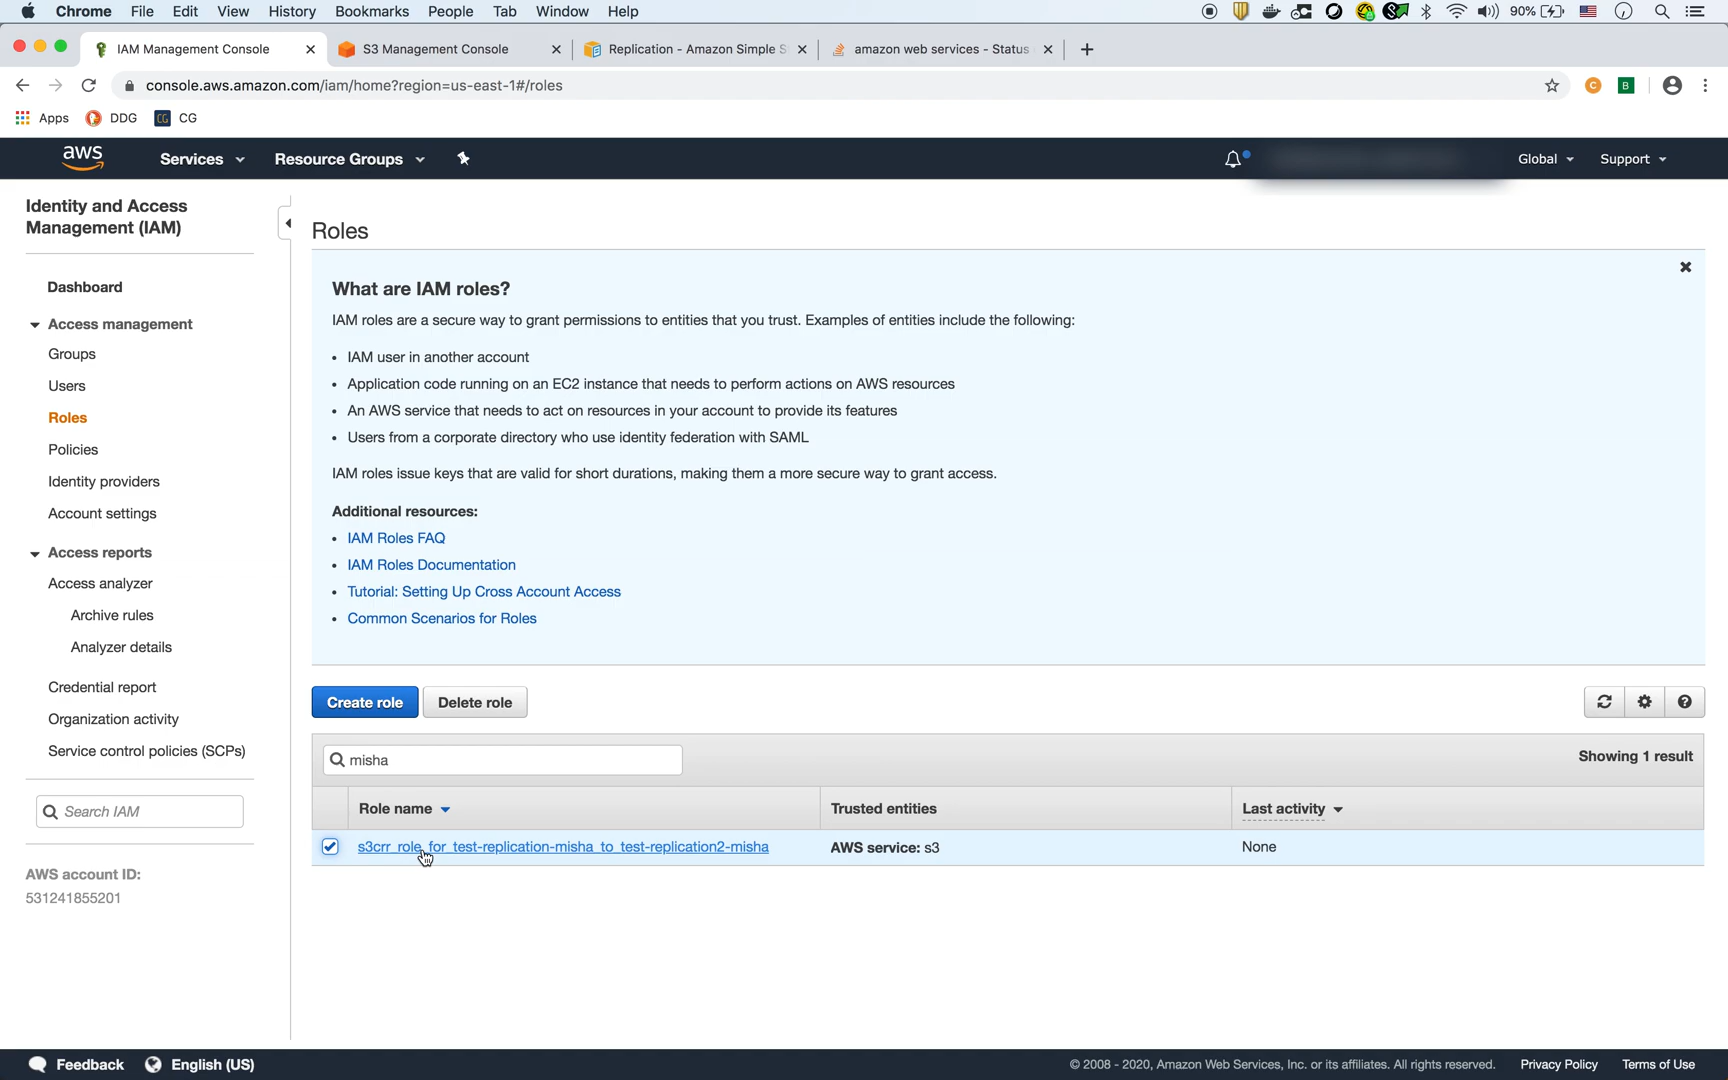 Chrome File Edit View History Bookmarks People Tab Window Help 90%
IAM Management Console S3 Management Console Replication - Amazon Simple S amazon web services - Status
console.aws.amazon.com/iam/home?region=us-east-1#/roles
Apps DDG CG CG
aws Services Resource Groups Global Support
Identity and Access
Management (IAM)
Dashboard
Access management
Groups
Users
Roles
Policies
Identity providers
Account settings
Access reports
Access analyzer
Archive rules
Analyzer details
Credential report
Organization activity
Service control policies (SCPs)
Search IAM
AWS account ID:
531241855201
Roles
What are IAM roles?
IAM roles are a secure way to grant permissions to entities that you trust. Examples of entities include the following:
• IAM user in another account
• Application code running on an EC2 instance that needs to perform actions on AWS resources
• An AWS service that needs to act on resources in your account to provide its features
• Users from a corporate directory who use identity federation with SAML
IAM roles issue keys that are valid for short durations, making them a more secure way to grant access.
Additional resources:
• IAM Roles FAQ
• IAM Roles Documentation
• Tutorial: Setting Up Cross Account Access
• Common Scenarios for Roles
Create role Delete role
misha Showing 1 result
Role name Trusted entities Last activity
s3crr_role_for_test-replication-misha_to_test-replication2-misha AWS service: s3 None
Feedback English (US) © 2008 - 2020, Amazon Web Services, Inc. or its affiliates. All rights reserved. Privacy Policy Terms of Use